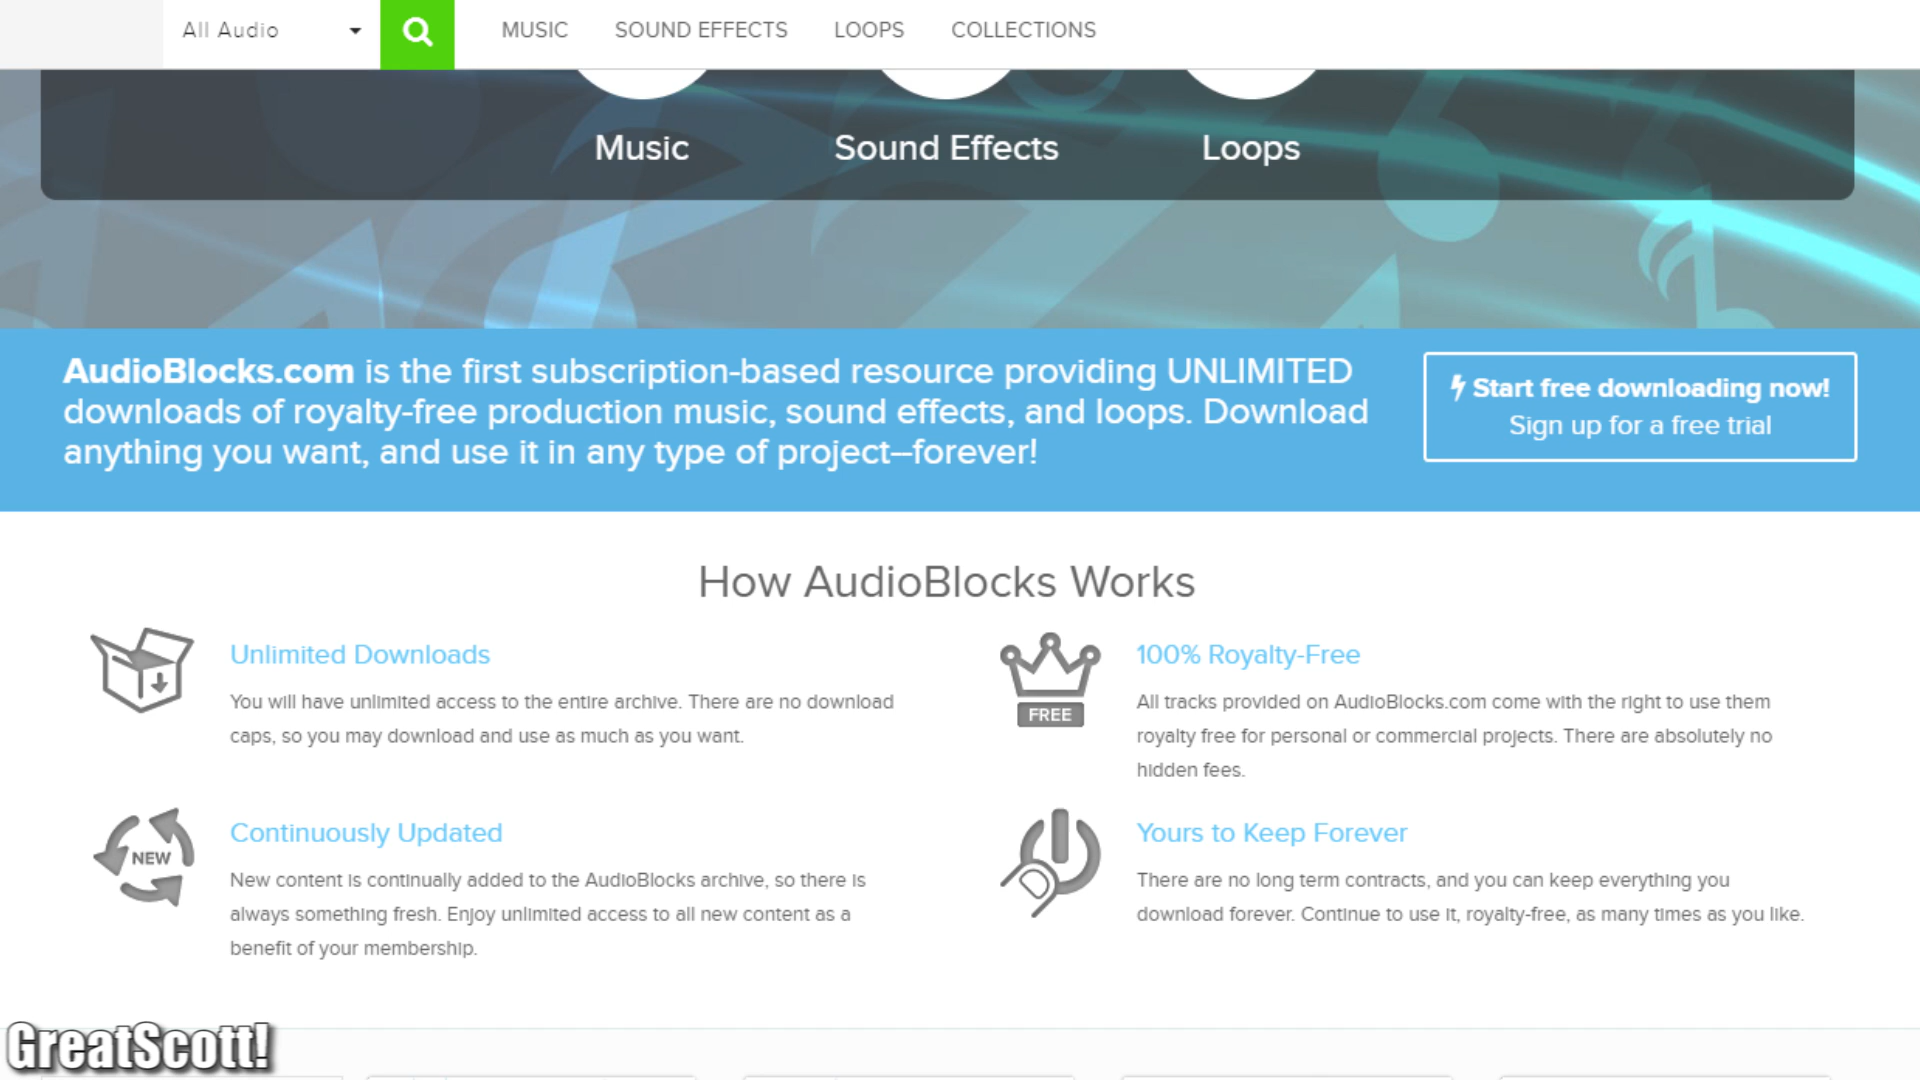 All Audio
MUSIC SOUND EFFECTS LOOPS COLLECTIONS
Music Sound Effects Loops
AudioBlocks.com is the first subscription-based resource providing UNLIMITED
downloads of royalty-free production music, sound effects, and loops. Download
anything you want, and use it in any type of project–forever!
Start free downloading now!
Sign up for a free trial
How AudioBlocks Works
Unlimited Downloads
You will have unlimited access to the entire archive. There are no download
caps, so you may download and use as much as you want.
FREE
100% Royalty-Free
All tracks provided on AudioBlocks.com come with the right to use them
royalty free for personal or commercial projects. There are absolutely no
hidden fees.
NEW
Continuously Updated
New content is continually added to the AudioBlocks archive, so there is
always something fresh. Enjoy unlimited access to all new content as a
benefit of your membership.
Yours to Keep Forever
There are no long term contracts, and you can keep everything you
download forever. Continue to use it, royalty-free, as many times as you like.
GreatScott!